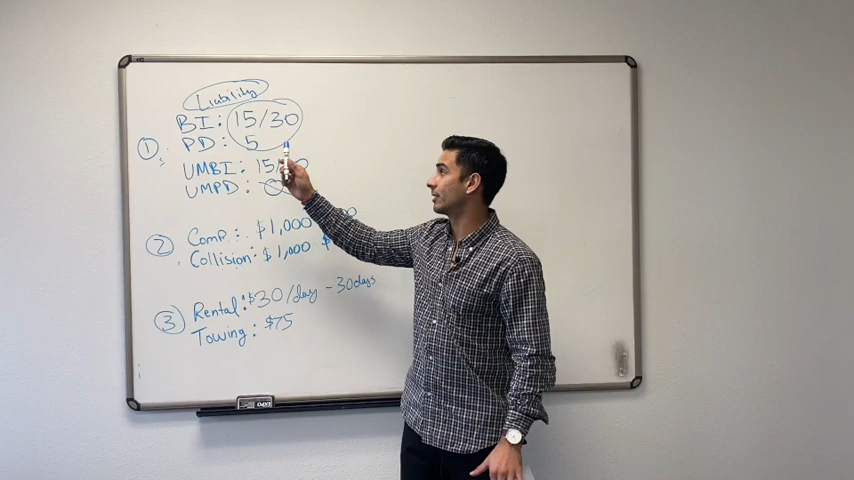 Liability
BI: 15/30
① PD: 5
UMBI: 15/
UMPD:
② Comp.: $1,000
Collision: $1,000 $
③ Rental: $30/day - 30 days
Towing: $75
EXPO